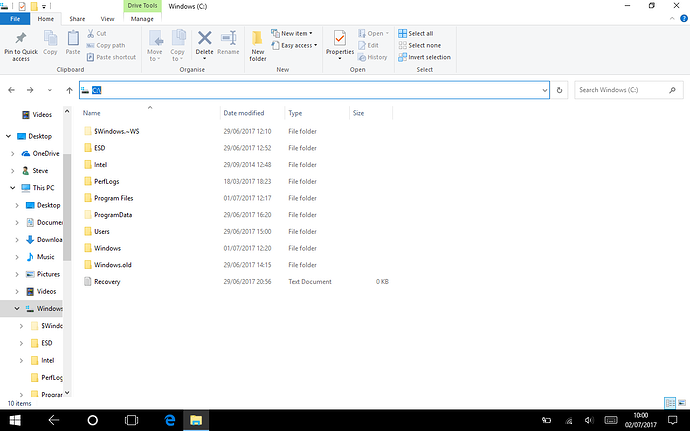 Drive Tools
Windows (C:)
File
Home
Share
View
Manage
Pin to Quick access
Copy
Paste
Cut
Copy path
Paste shortcut
Clipboard
Move to
Copy to
Delete
Rename
Organise
New folder
New item
Easy access
New
Properties
Open
Edit
History
Open
Select all
Select none
Invert selection
Select
C:\
Search Windows (C:)
Name
Date modified
Type
Size
$Windows.~WS 29/06/2017 12:10 File folder
ESD 29/06/2017 12:52 File folder
Intel 29/09/2014 12:48 File folder
PerfLogs 18/03/2017 18:23 File folder
Program Files 01/07/2017 12:17 File folder
ProgramData 29/06/2017 16:20 File folder
Users 29/06/2017 15:00 File folder
Windows 01/07/2017 12:20 File folder
Windows.old 29/06/2017 14:15 File folder
Recovery 29/06/2017 20:56 Text Document 0 KB
Videos
Desktop
OneDrive
Steve
This PC
Desktop
Documen
Downloa
Music
Pictures
Videos
Windows
$Windo
ESD
Intel
PerfLog
Program
10 items
10:00
02/07/2017